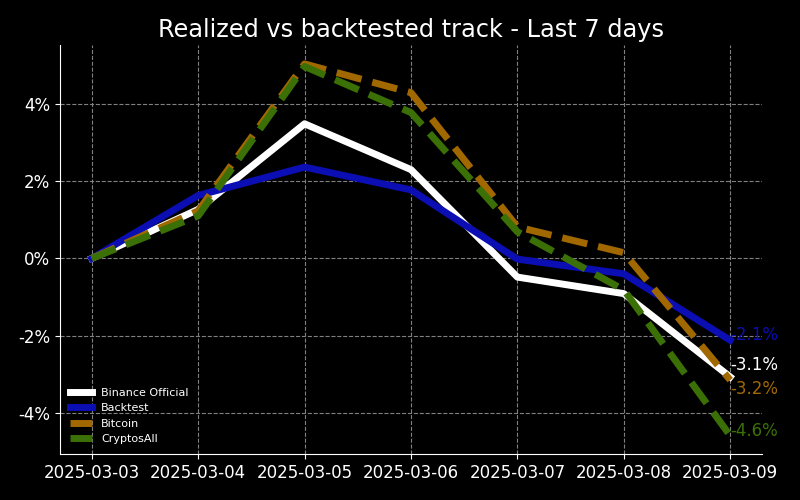 Realized vs backtested track - Last 7 days
4%
2%
0%
-2%
-4%
-2.1%
-3.1%
-3.2%
-4.6%
Binance Official
Backtest
Bitcoin
CryptosAll
2025-03-03 2025-03-04 2025-03-05 2025-03-06 2025-03-07 2025-03-08 2025-03-09